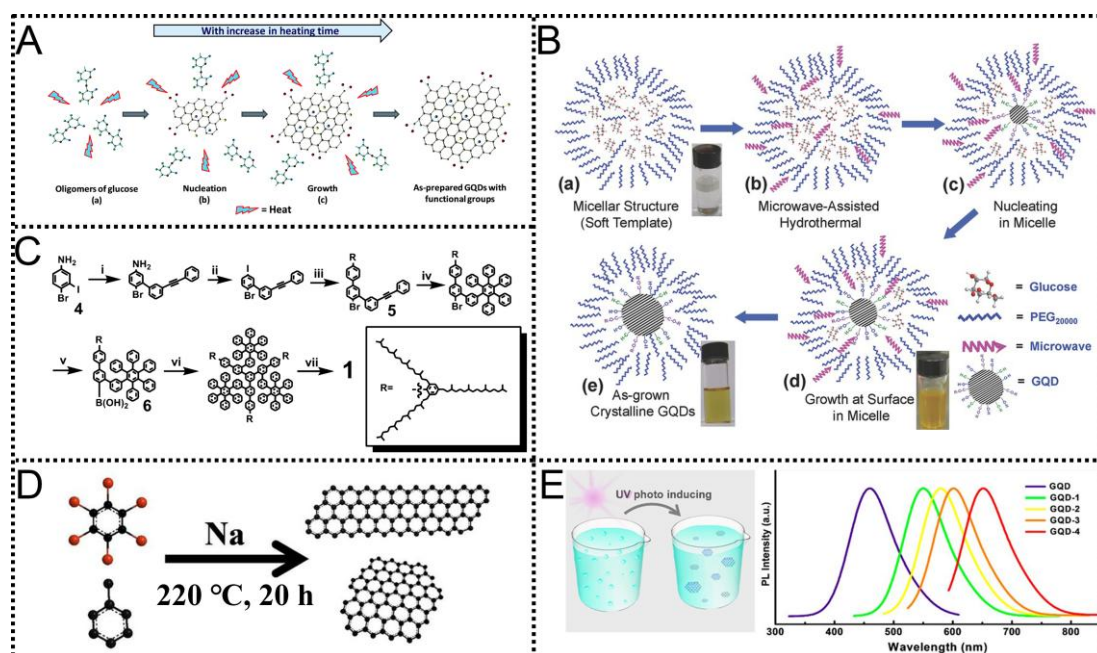 A
With increase in heating time
Oligomers of glucose
(a)
Nucleation
(b)
Growth
(c)
As-prepared GQDs with
functional groups
= Heat
B
(a)
Micellar Structure
(Soft Template)
(b)
Microwave-Assisted
Hydrothermal
(c)
Nucleating
in Micelle
(e)
As-grown
Crystalline GQDs
(d)
Growth at Surface
in Micelle
= Glucose
= PEG20000
= Microwave
= GQD
C
NH2
I
Br
4
i
NH2
Br
ii
I
Br
iii
R
Br
5
iv
R
Br
v
R
B(OH)2
6
vi
R
R
R
vii
1
R=
D
Na
220 °C, 20 h
E
UV photo inducing
PL Intensity (a.u.)
GQD
GQD-1
GQD-2
GQD-3
GQD-4
300 400 500 600 700 800
Wavelength (nm)